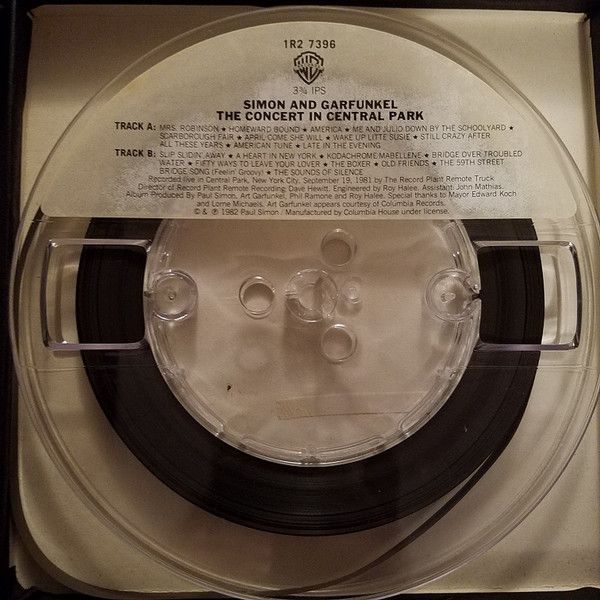 1R2 7396
3¾ IPS
SIMON AND GARFUNKEL
THE CONCERT IN CENTRAL PARK
TRACK A: MRS. ROBINSON ★ HOMEWARD BOUND ★ AMERICA ★ ME AND JULIO DOWN BY THE SCHOOLYARD ★
SCARBOROUGH FAIR ★ APRIL COME SHE WILL ★ WAKE UP LITTE SUSIE ★ STILL CRAZY AFTER
ALL THESE YEARS ★ AMERICAN TUNE ★ LATE IN THE EVENING
TRACK B: SLIP SLIDIN' AWAY ★ A HEART IN NEW YORK ★ KODACHROME MABELLENE ★ BRIDGE OVER TROUBLED
WATER ★ FIFTY WAYS TO LEAVE YOUR LOVER ★ THE BOXER ★ OLD FRIENDS ★ THE 59TH STREET
BRIDGE SONG (Feelin' Groovy) ★ THE SOUNDS OF SILENCE
Recorded live in Central Park, New York City, September 19, 1981 by The Record Plant Remote Truck
Director of Record Plant Remote Recording: Dave Hewitt. Engineered by Roy Halee. Assistant: John Mathias.
Album Produced By Paul Simon, Art Garfunkel, Phil Ramone and Roy Halee. Special thanks to Mayor Edward Koch
and Lorne Michaels. Art Garfunkel appears courtesy of Columbia Records.
© & ℗ 1982 Paul Simon / Manufactured by Columbia House under license.